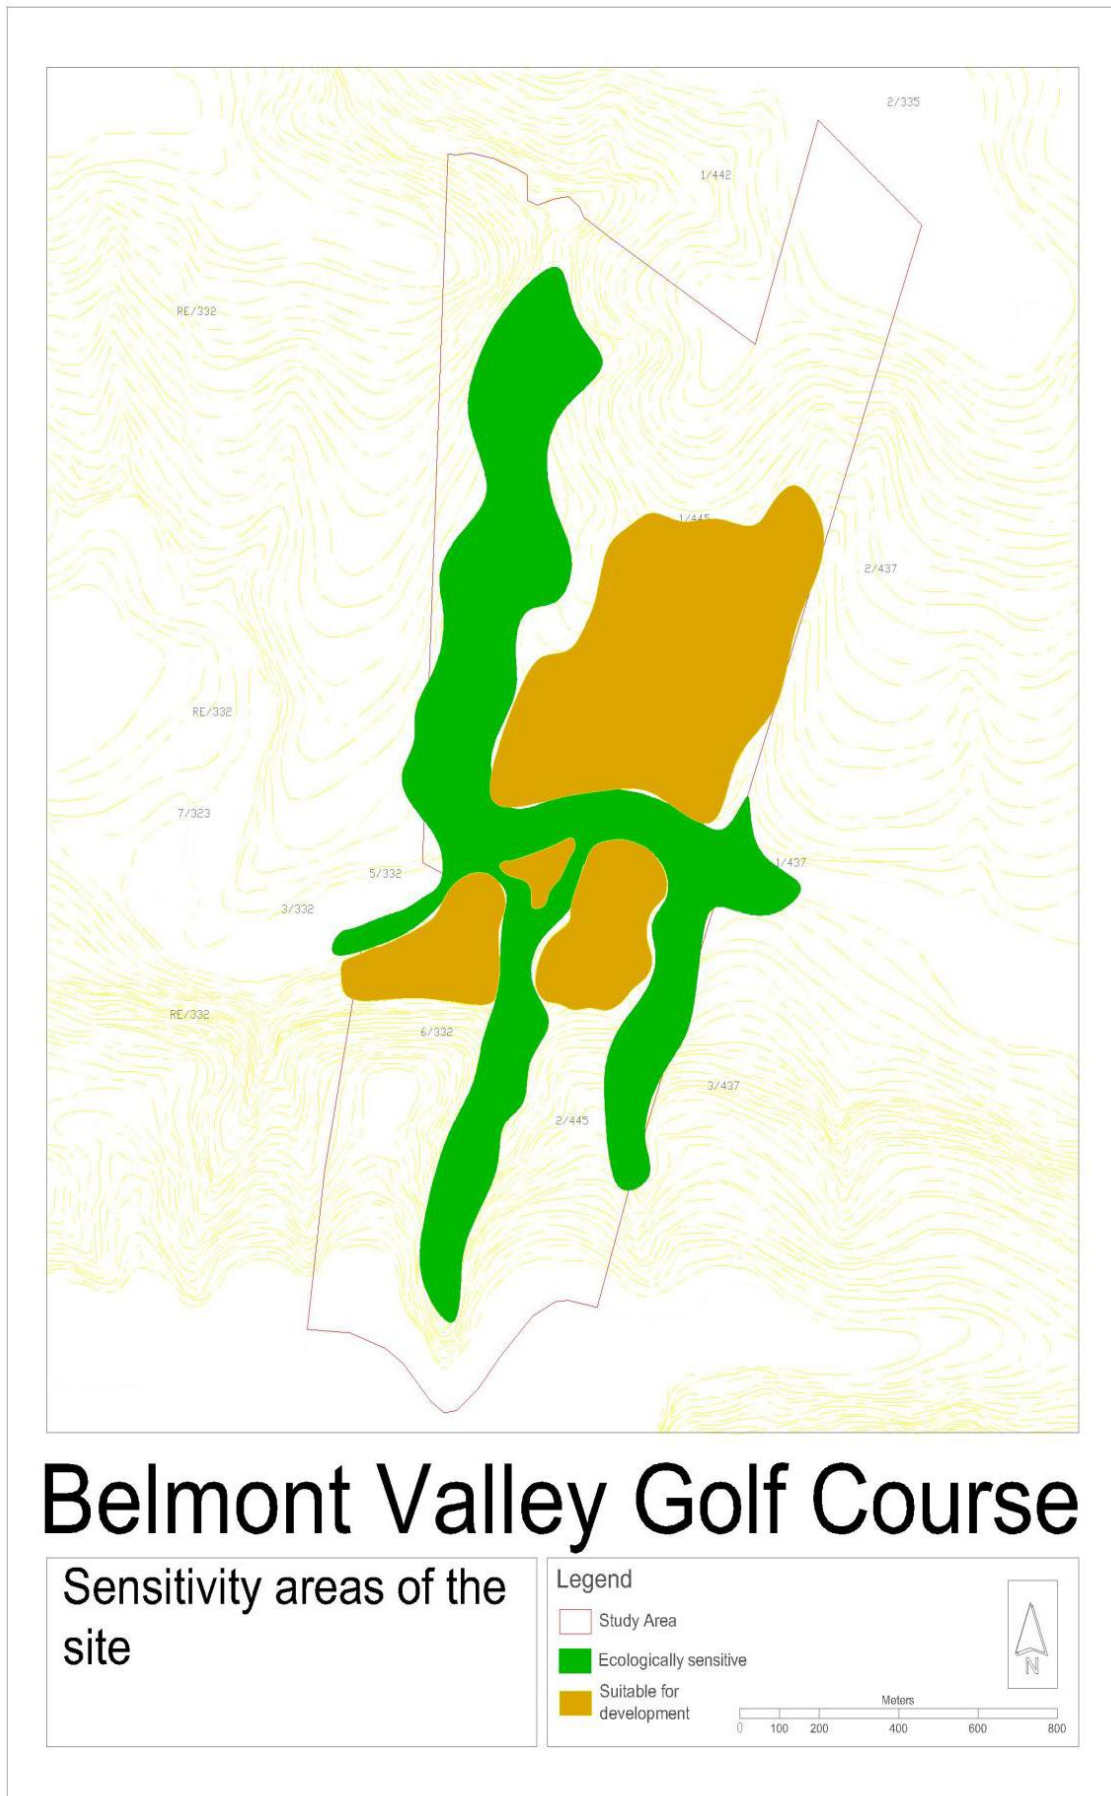 2/335
1/442
RE/332
1/445
2/437
RE/332
7/323
1/437
5/332
3/332
RE/332
6/332
3/437
2/445
Belmont Valley Golf Course
Sensitivity areas of the
site
Legend
Study Area
Ecologically sensitive
Suitable for
development
N
Meters
0 100 200 400 600 800